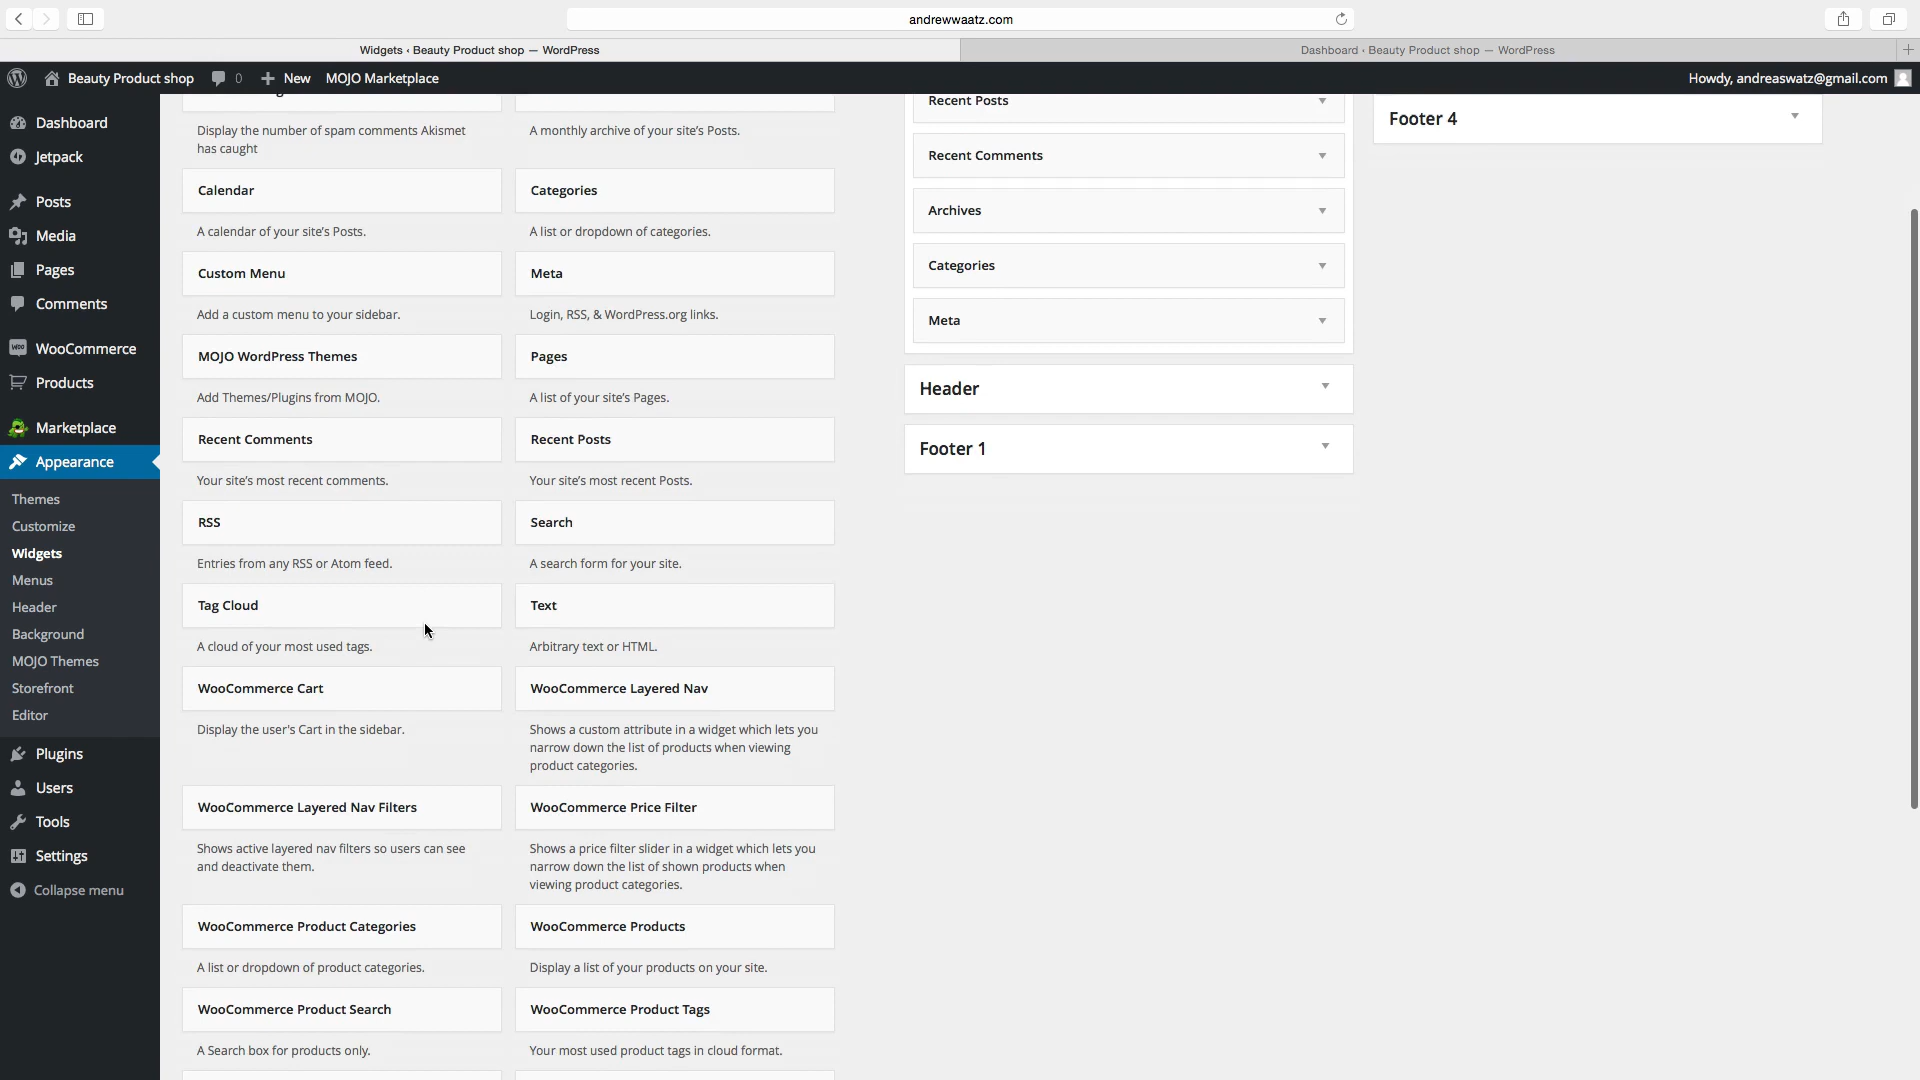 andrewwaatz.com
Widgets ‹ Beauty Product shop — WordPress
Dashboard ‹ Beauty Product shop — WordPress
Beauty Product shop
0
New
MOJO Marketplace
Howdy, andreaswatz@gmail.com
Dashboard
Jetpack
Posts
Media
Pages
Comments
WooCommerce
Products
Marketplace
Appearance
Themes
Customize
Widgets
Menus
Header
Background
MOJO Themes
Storefront
Editor
Plugins
Users
Tools
Settings
Collapse menu
Display the number of spam comments Akismet
has caught
A monthly archive of your site’s Posts.
Calendar
Categories
A calendar of your site’s Posts.
A list or dropdown of categories.
Custom Menu
Meta
Add a custom menu to your sidebar.
Login, RSS, & WordPress.org links.
MOJO WordPress Themes
Pages
Add Themes/Plugins from MOJO.
A list of your site’s Pages.
Recent Comments
Recent Posts
Your site’s most recent comments.
Your site’s most recent Posts.
RSS
Search
Entries from any RSS or Atom feed.
A search form for your site.
Tag Cloud
Text
A cloud of your most used tags.
Arbitrary text or HTML.
WooCommerce Cart
WooCommerce Layered Nav
Display the user's Cart in the sidebar.
Shows a custom attribute in a widget which lets you
narrow down the list of products when viewing
product categories.
WooCommerce Layered Nav Filters
WooCommerce Price Filter
Shows active layered nav filters so users can see
and deactivate them.
Shows a price filter slider in a widget which lets you
narrow down the list of shown products when
viewing product categories.
WooCommerce Product Categories
WooCommerce Products
A list or dropdown of product categories.
Display a list of your products on your site.
WooCommerce Product Search
WooCommerce Product Tags
A Search box for products only.
Your most used product tags in cloud format.
Recent Posts
Recent Comments
Archives
Categories
Meta
Header
Footer 1
Footer 4